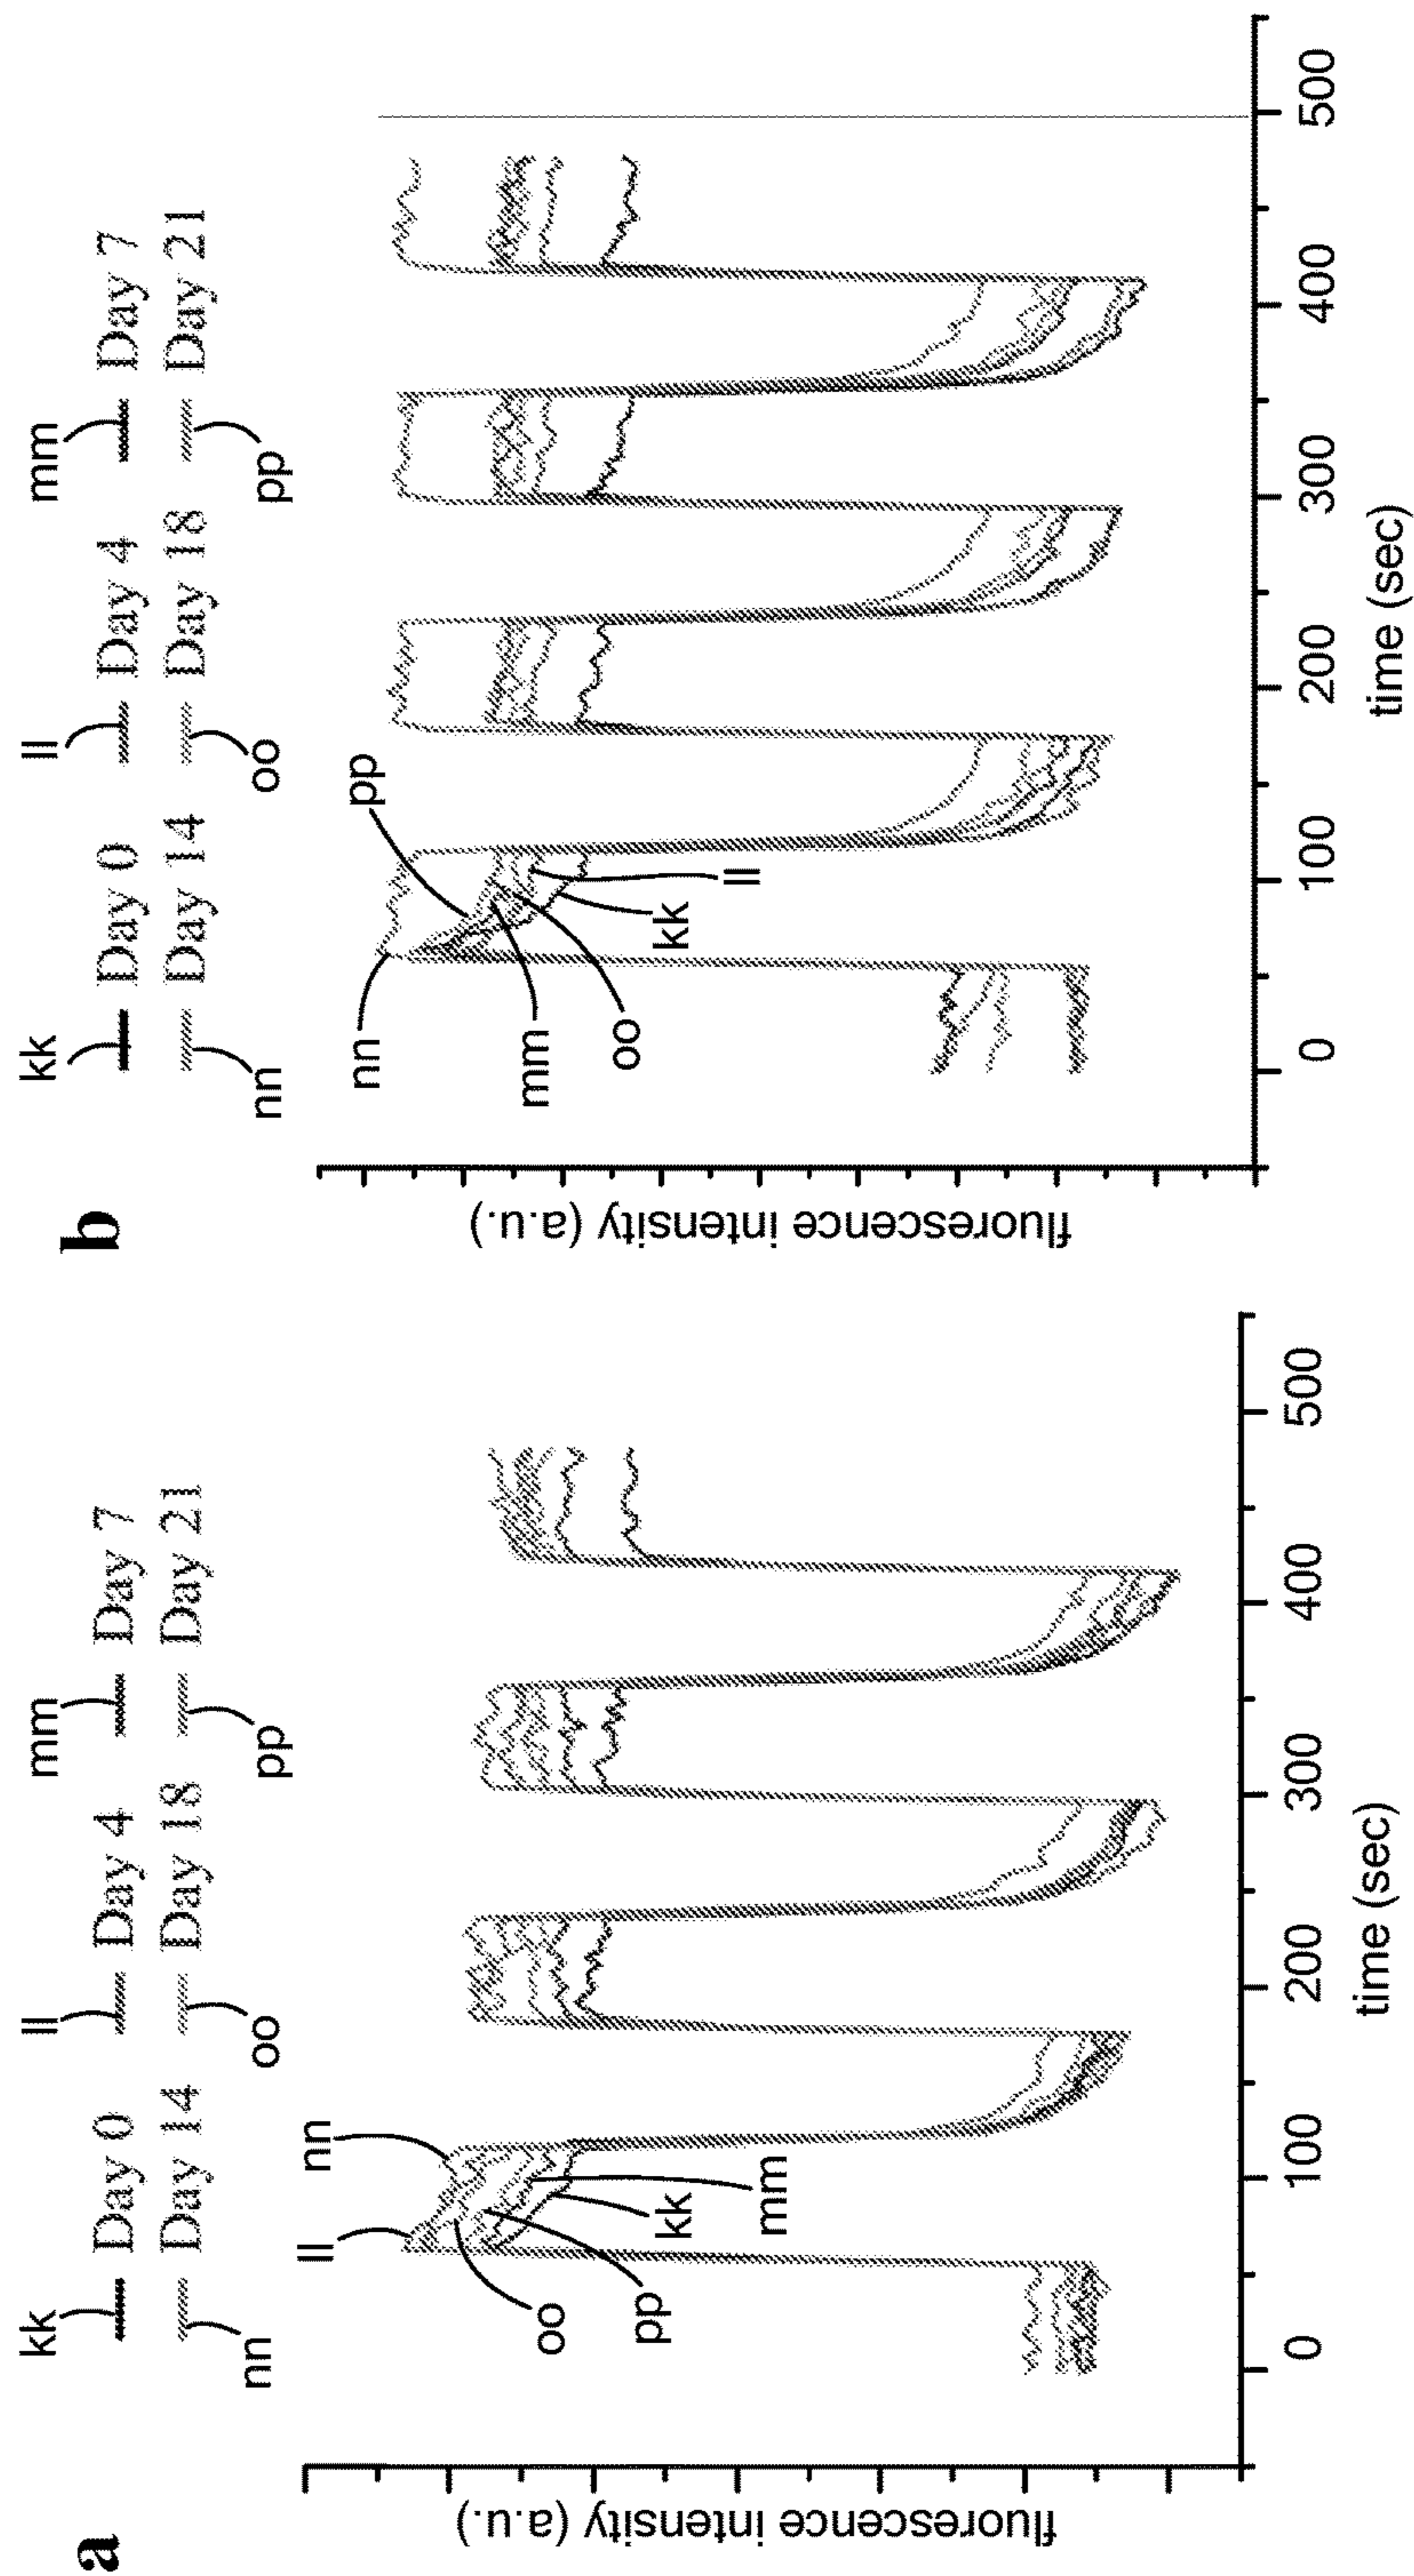 a
kk ll mm
Day 0 Day 4 Day 7
Day 14 Day 18 Day 21
nn oo pp
fluorescence intensity (a.u.)
ll
nn
oo
pp
kk
mm
0 100 200 300 400 500
time (sec)
b
kk ll mm
Day 0 Day 4 Day 7
Day 14 Day 18 Day 21
nn oo pp
fluorescence intensity (a.u.)
nn
pp
mm
oo
kk
ll
0 100 200 300 400 500
time (sec)